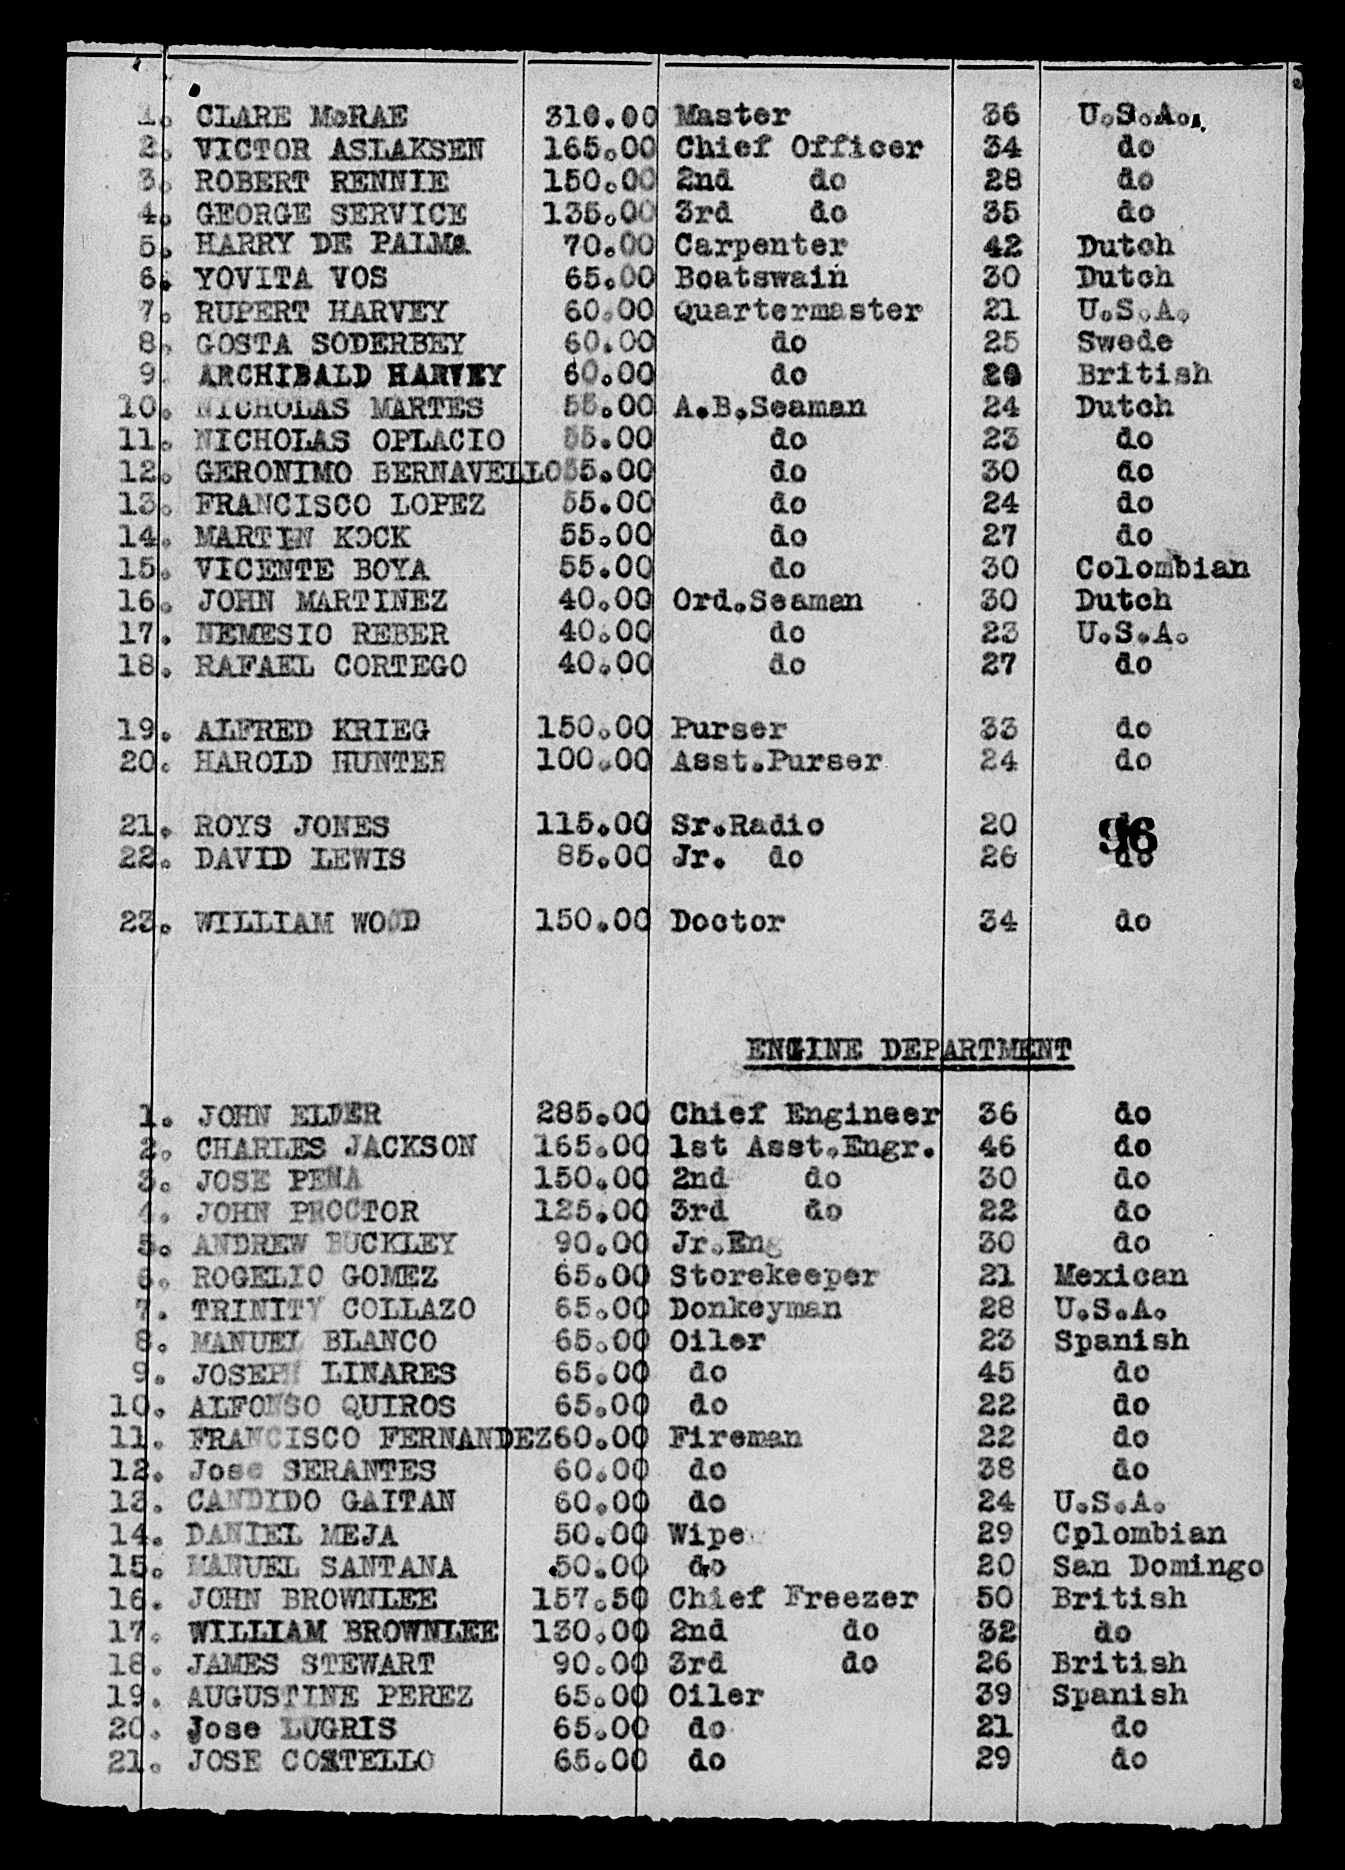 1. CLARE McRAE 310.00 Master 36 U.S.A.
2. VICTOR ASLAKSEN 165.00 Chief Officer 34 do
3. ROBERT RENNIE 150.00 2nd do 28 do
4. GEORGE SERVICE 135.00 3rd do 35 do
5. HARRY DE PALMa 70.00 Carpenter 42 Dutch
6. YOVITA VOS 65.00 Boatswain 30 Dutch
7. RUPERT HARVEY 60.00 Quartermaster 21 U.S.A.
8. GOSTA SODERBEY 60.00 do 25 Swede
9. ARCHIBALD HARVEY 60.00 do British
10. NICHOLAS MARTES 55.00 A.B.Seaman 24 Dutch
11. NICHOLAS OPLACIO 55.00 do 23 do
12. GERONIMO BERNAVELLO 55.00 do 30 do
13. FRANCISCO LOPEZ 55.00 do 24 do
14. MARTIN KOCK 55.00 do 27 do
15. VICENTE BOYA 55.00 do 30 Colombian
16. JOHN MARTINEZ 40.00 Ord.Seaman 30 Dutch
17. NEMESIO REBER 40.00 do 23 U.S.A.
18. RAFAEL CORTEGO 40.00 do 27 do
19. ALFRED KRIEG 150.00 Purser 33 do
20. HAROLD HUNTER 100.00 Asst.Purser 24 do
21. ROYS JONES 115.00 Sr.Radio 20 do
96
22. DAVID LEWIS 85.00 Jr. do 26 do
23. WILLIAM WOOD 150.00 Doctor 34 do
ENGINE DEPARTMENT
1. JOHN ELDER 285.00 Chief Engineer 36 do
2. CHARLES JACKSON 165.00 1st Asst.Engr. 46 do
3. JOSE PENA 150.00 2nd do 30 do
4. JOHN PROCTOR 125.00 3rd do 22 do
5. ANDREW BUCKLEY 90.00 Jr.Eng 30 do
6. ROGELIO GOMEZ 65.00 Storekeeper 21 Mexican
7. TRINITY COLLAZO 65.00 Donkeyman 28 U.S.A.
8. MANUEL BLANCO 65.00 Oiler 23 Spanish
9. JOSEPH LINARES 65.00 do 45 do
10. ALFONSO QUIROS 65.00 do 22 do
11. FRANCISCO FERNANDEZ 60.00 Fireman 22 do
12. Jose SERANTES 60.00 do 38 do
13. CANDIDO GAITAN 60.00 do 24 U.S.A.
14. DANIEL MEJA 50.00 Wipe 29 Cplombian
15. MANUEL SANTANA 50.00 do 20 San Domingo
16. JOHN BROWNLEE 157.50 Chief Freezer 50 British
17. WILLIAM BROWNLEE 130.00 2nd do 32 do
18. JAMES STEWART 90.00 3rd do 26 British
19. AUGUSTINE PEREZ 65.00 Oiler 39 Spanish
20. Jose LUGRIS 65.00 do 21 do
21. JOSE COSTELLO 65.00 do 29 do